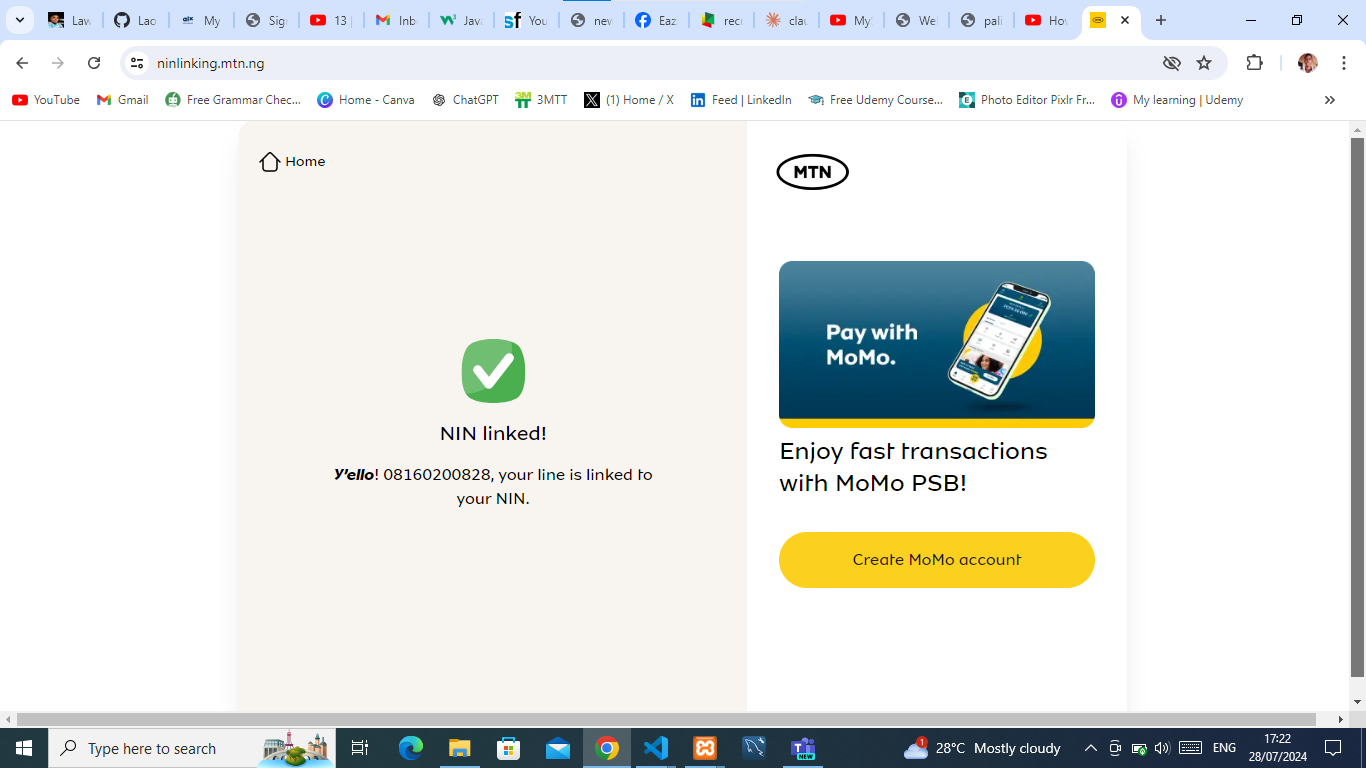 Law
Lao
My
Sig
13
Inb
Jav
You
nev
Eaz
rec
clau
My
We
pali
Hov
ninlinking.mtn.ng
YouTube
Gmail
Free Grammar Chec...
Home - Canva
ChatGPT
3MTT
(1) Home / X
Feed | LinkedIn
Free Udemy Course...
Photo Editor Pixlr Fr...
My learning | Udemy
Home
NIN linked!
Y'ello! 08160200828, your line is linked to
your NIN.
MTN
Pay with
MoMo.
Enjoy fast transactions
with MoMo PSB!
Create MoMo account
Type here to search
NEW
1
28°C Mostly cloudy
ENG
17:22
28/07/2024